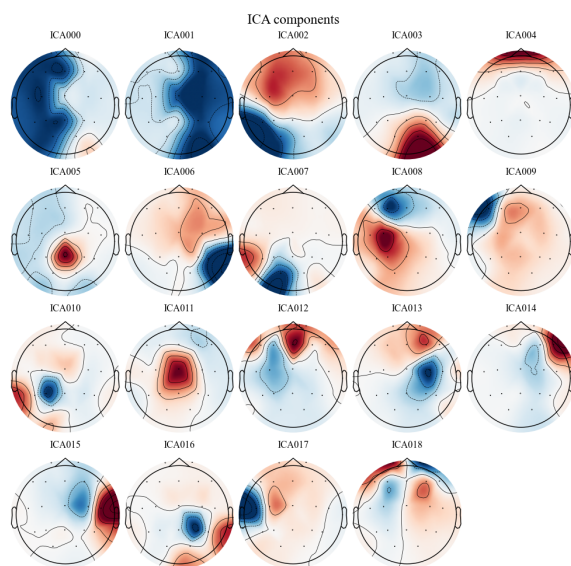 ICA components
ICA000 ICA001 ICA002 ICA003 ICA004
ICA005 ICA006 ICA007 ICA008 ICA009
ICA010 ICA011 ICA012 ICA013 ICA014
ICA015 ICA016 ICA017 ICA018